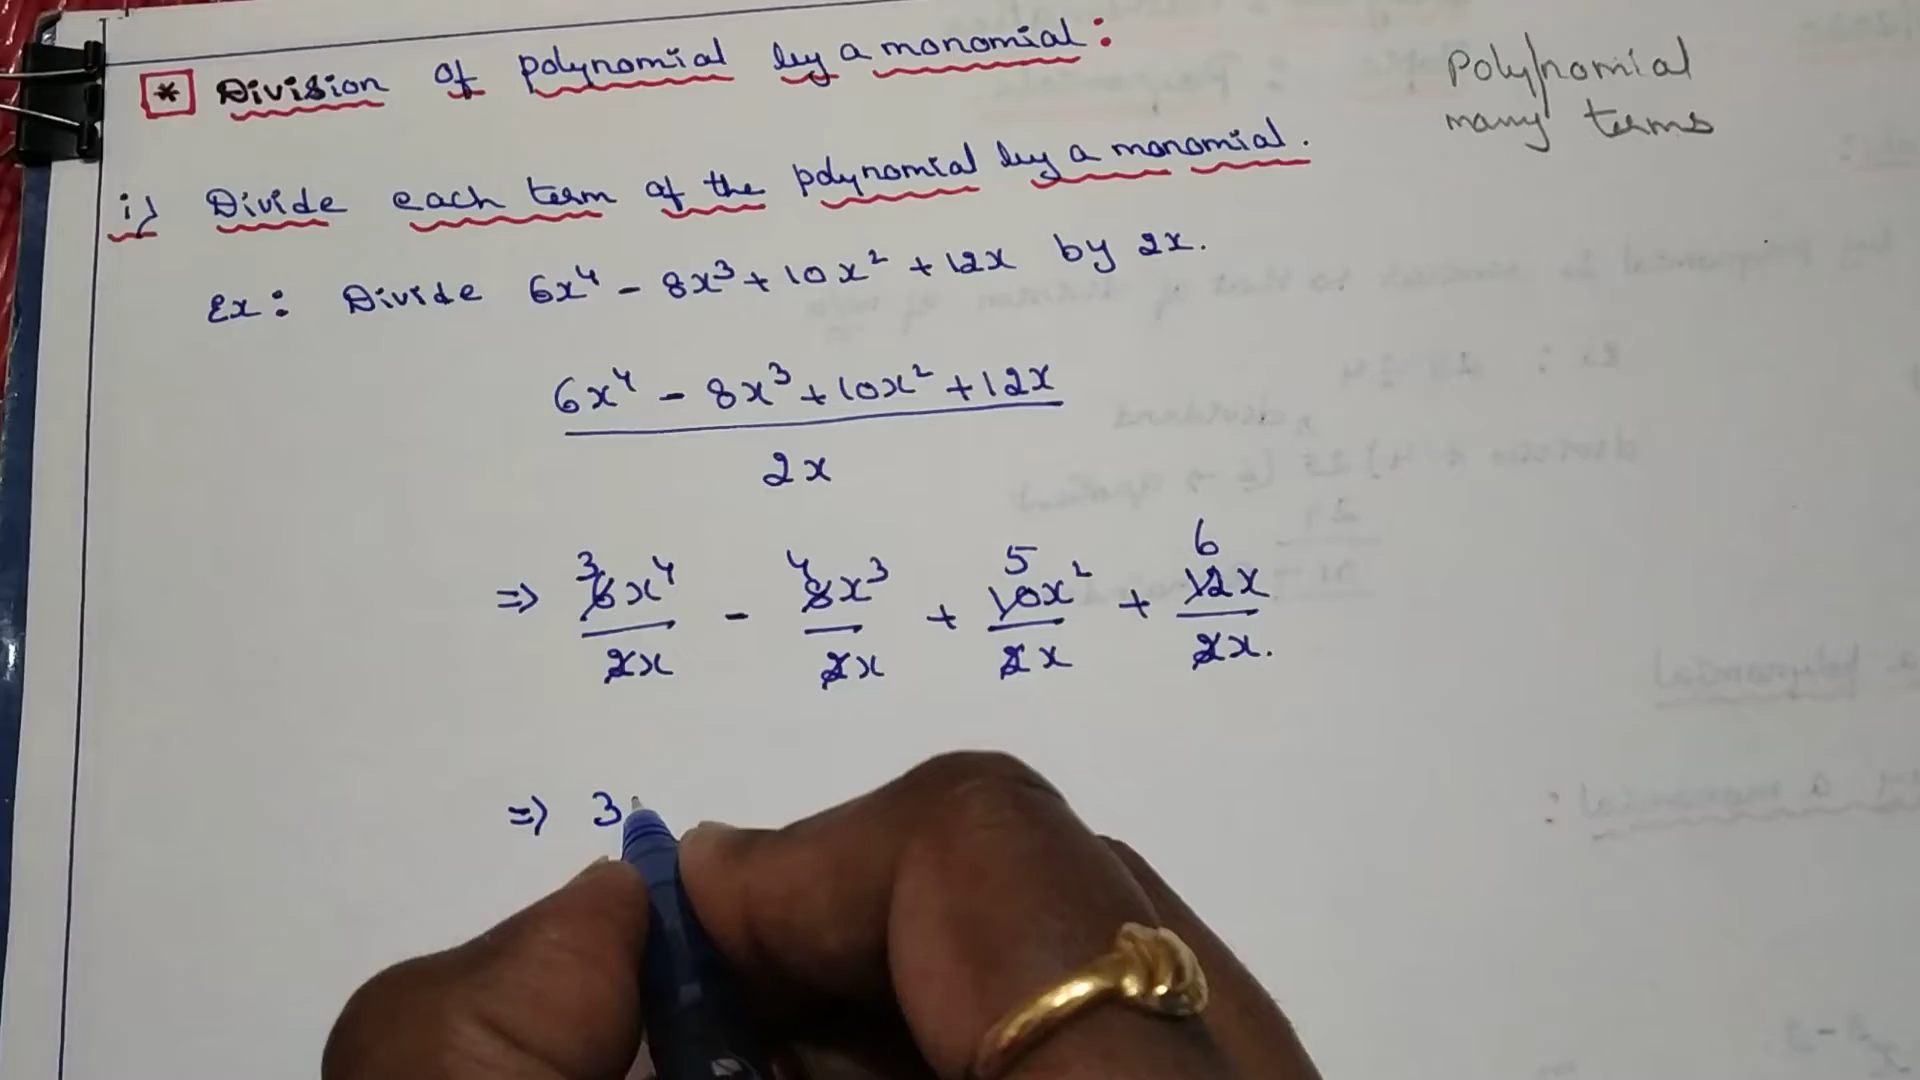 * Division of polynomial by a monomial:
Polynomial
many terms
i) Divide each term of the polynomial by a monomial.
Ex: Divide 6x⁴ - 8x³ + 10x² + 12x by 2x.
6x⁴ - 8x³ + 10x² + 12x
2x
3 4 5 6
=> 6x⁴ - 8x³ + 10x² + 12x
2x 2x 2x 2x.
=> 3